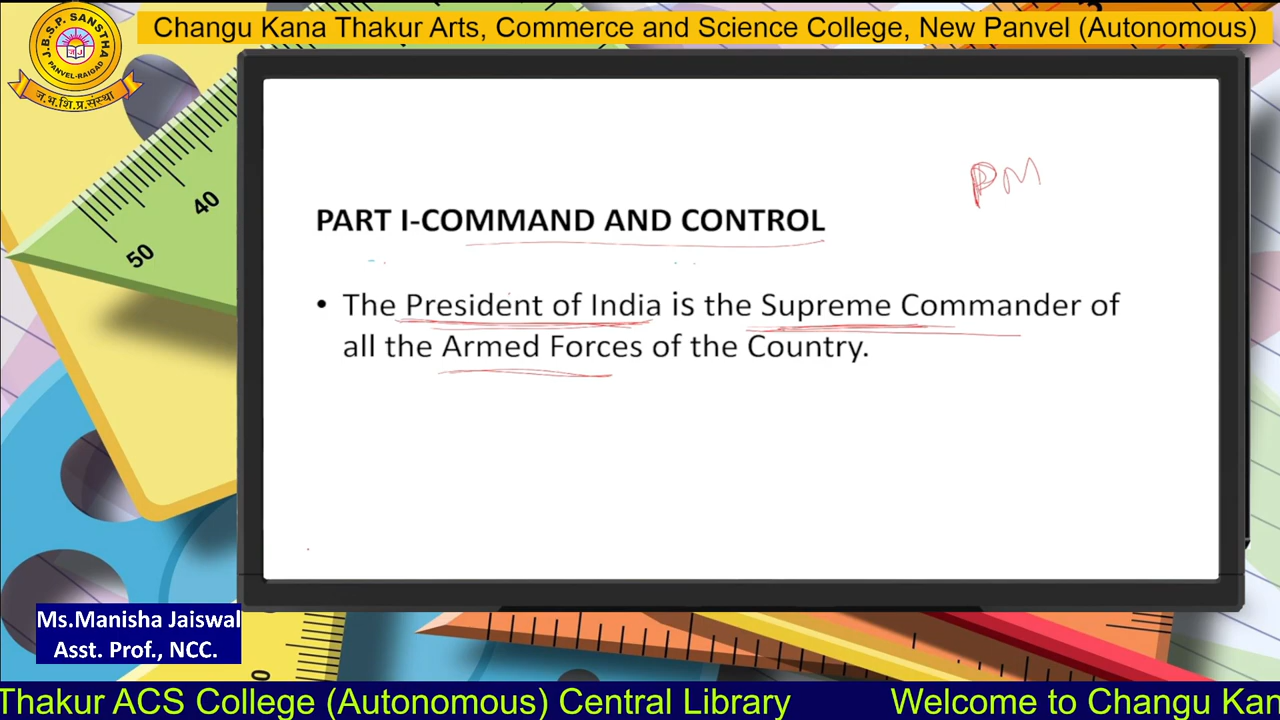 Changu Kana Thakur Arts, Commerce and Science College, New Panvel (Autonomous)
J.B.S.P. SANSTHA
PANVEL-RAIGAD
ज.भ.शि.प्र.संस्था
40
50
PM
PART I-COMMAND AND CONTROL
• The President of India is the Supreme Commander of
all the Armed Forces of the Country.
Ms.Manisha Jaiswal
Asst. Prof., NCC.
Thakur ACS College (Autonomous) Central Library Welcome to Changu Kan